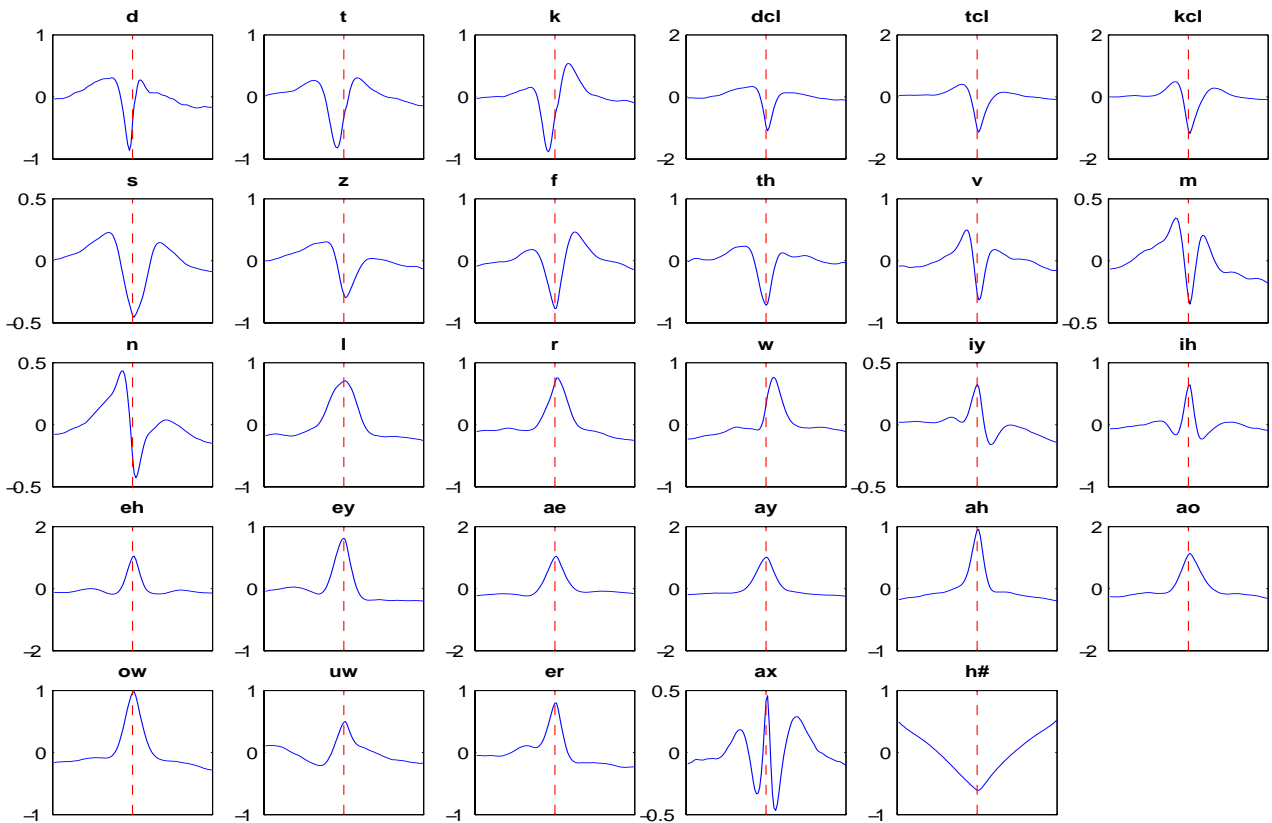 d t k dcl tcl kcl
1 1 1 2 2 2
0 0 0 0 0 0
−1 −1 −1 −2 −2 −2
s z f th v m
0.5 1 1 1 1 0.5
0 0 0 0 0 0
−0.5 −1 −1 −1 −1 −0.5
n l r w iy ih
0.5 1 1 1 0.5 1
0 0 0 0 0 0
−0.5 −1 −1 −1 −0.5 −1
eh ey ae ay ah ao
2 1 2 2 1 2
0 0 0 0 0 0
−2 −1 −2 −2 −1 −2
ow uw er ax h#
1 1 1 0.5 1
0 0 0 0 0
−1 −1 −1 −0.5 −1